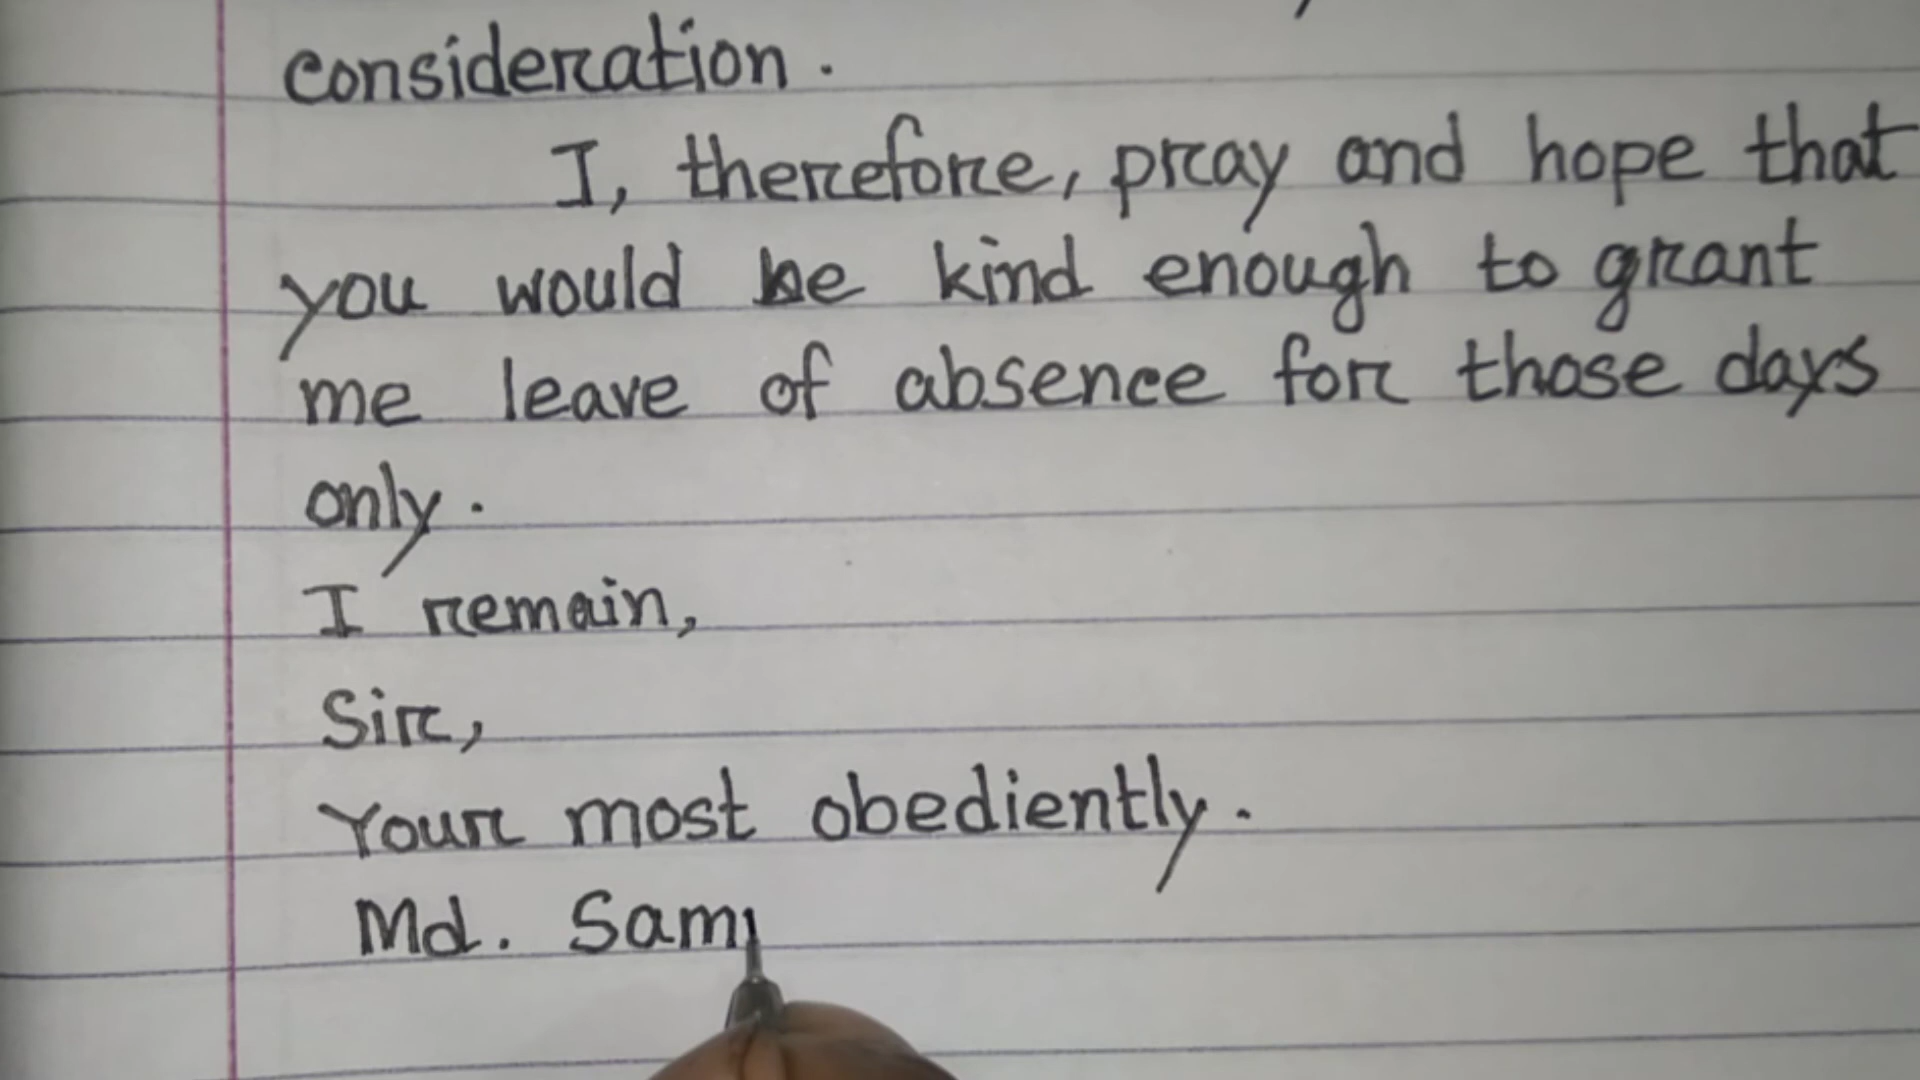 consideration.
I, therefore, pray and hope that
you would be kind enough to grant
me leave of absence for those days
only.
I remain,
Sir,
Your most obediently.
Md. Sam